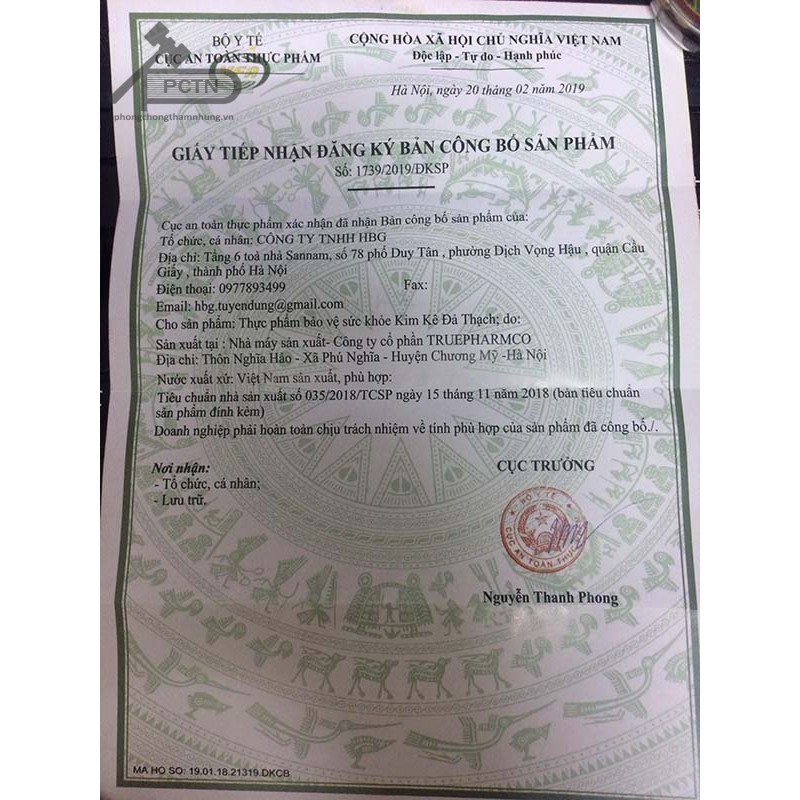 BỘ Y TẾ
CỤC AN TOÀN THỰC PHẨM
PCTN
phongchongthamnhung.vn
CỘNG HÒA XÃ HỘI CHỦ NGHĨA VIỆT NAM
Độc lập - Tự do - Hạnh phúc
Hà Nội, ngày 20 tháng 02 năm 2019
GIẤY TIẾP NHẬN ĐĂNG KÝ BẢN CÔNG BỐ SẢN PHẨM
Số: 1739/2019/ĐKSP
Cục an toàn thực phẩm xác nhận đã nhận Bản công bố sản phẩm của:
Tổ chức, cá nhân: CÔNG TY TNHH HBG
Địa chỉ: Tầng 6 toà nhà Sannam, số 78 phố Duy Tân , phường Dịch Vọng Hậu , quận Cầu
Giấy , thành phố Hà Nội
Điện thoại: 0977893499 Fax:
Email: hbg.tuyendung@gmail.com
Cho sản phẩm: Thực phẩm bảo vệ sức khỏe Kim Kê Đả Thạch; do:
Sản xuất tại : Nhà máy sản xuất- Công ty cổ phần TRUEPHARMCO
Địa chỉ: Thôn Nghĩa Hảo - Xã Phú Nghĩa - Huyện Chương Mỹ -Hà Nội
Nước xuất xứ: Việt Nam sản xuất, phù hợp:
Tiêu chuẩn nhà sản xuất số 035/2018/TCSP ngày 15 tháng 11 năm 2018 (bản tiêu chuẩn
sản phẩm đính kèm)
Doanh nghiệp phải hoàn toàn chịu trách nhiệm về tính phù hợp của sản phẩm đã công bố./.
Nơi nhận:
- Tổ chức, cá nhân;
- Lưu trữ.
CỤC TRƯỞNG
BỘ Y TẾ
CỤC AN TOÀN THỰC
Nguyễn Thanh Phong
MA HO SO: 19.01.18.21319.DKCB